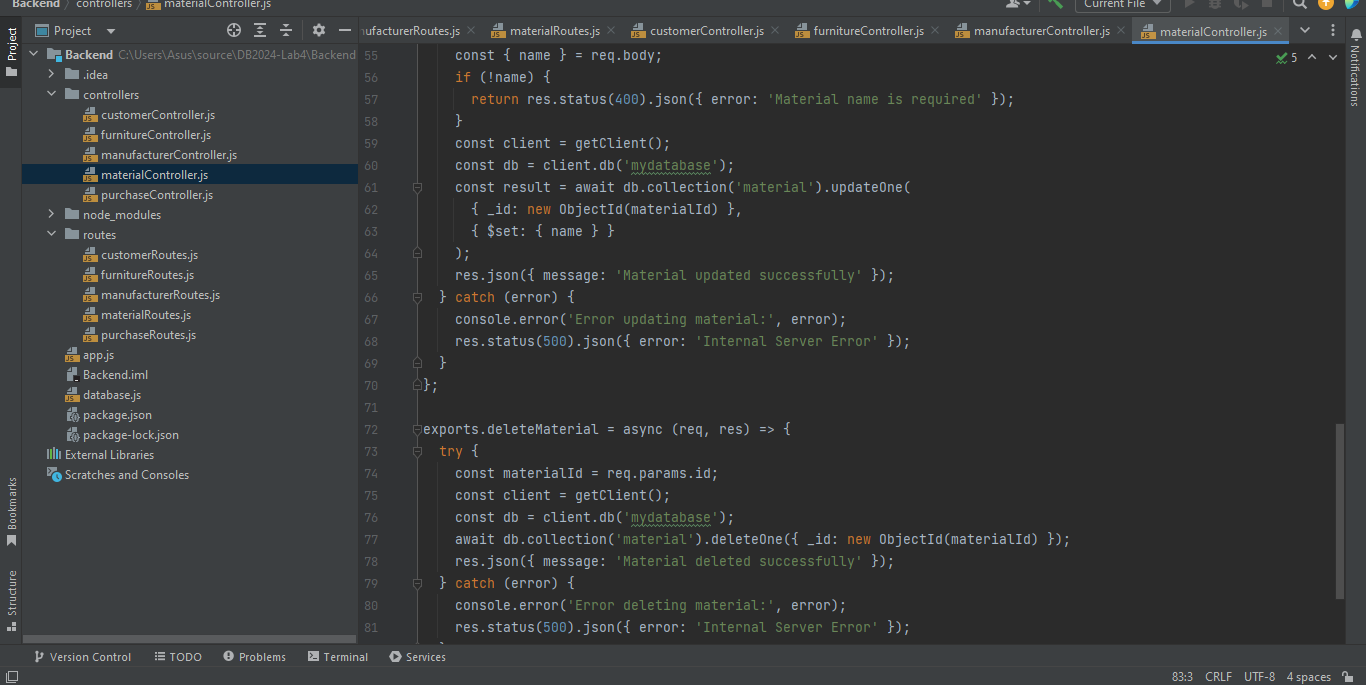 Backend controllers materialController.js
Current File
Project
Project
ufacturerRoutes.js
materialRoutes.js
customerController.js
furnitureController.js
manufacturerController.js
materialController.js
Notifications
Backend C:\Users\Asus\source\DB2024-Lab4\Backend
.idea
controllers
customerController.js
furnitureController.js
manufacturerController.js
materialController.js
purchaseController.js
node_modules
routes
customerRoutes.js
furnitureRoutes.js
manufacturerRoutes.js
materialRoutes.js
purchaseRoutes.js
app.js
Backend.iml
database.js
package.json
package-lock.json
External Libraries
Scratches and Consoles
Bookmarks
Structure
5
55 const { name } = req.body;
56 if (!name) {
57 return res.status(400).json({ error: 'Material name is required' });
58 }
59 const client = getClient();
60 const db = client.db('mydatabase');
61 const result = await db.collection('material').updateOne(
62 { _id: new ObjectId(materialId) },
63 { $set: { name } }
64 );
65 res.json({ message: 'Material updated successfully' });
66 } catch (error) {
67 console.error('Error updating material:', error);
68 res.status(500).json({ error: 'Internal Server Error' });
69 }
70 };
71
72 exports.deleteMaterial = async (req, res) => {
73 try {
74 const materialId = req.params.id;
75 const client = getClient();
76 const db = client.db('mydatabase');
77 await db.collection('material').deleteOne({ _id: new ObjectId(materialId) });
78 res.json({ message: 'Material deleted successfully' });
79 } catch (error) {
80 console.error('Error deleting material:', error);
81 res.status(500).json({ error: 'Internal Server Error' });
Version Control
TODO
Problems
Terminal
Services
83:3 CRLF UTF-8 4 spaces